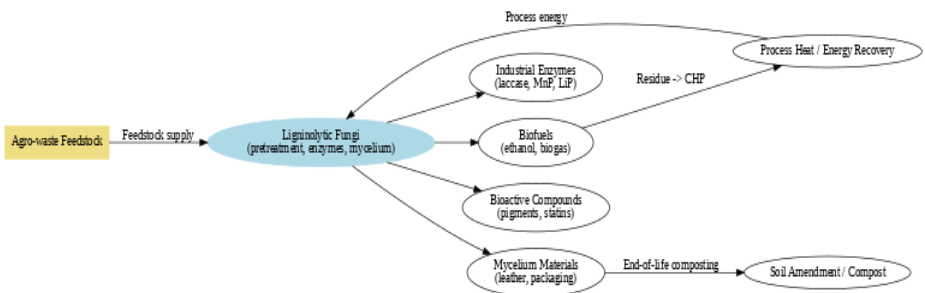 Process energy
Process Heat / Energy Recovery
Industrial Enzymes
(laccase, MnP, LiP)
Residue -> CHP
Agro-waste Feedstock
Feedstock supply
Ligninolytic Fungi
(pretreatment, enzymes, mycelium)
Biofuels
(ethanol, biogas)
Bioactive Compounds
(pigments, statins)
Mycelium Materials
(leather, packaging)
End-of-life composting
Soil Amendment / Compost